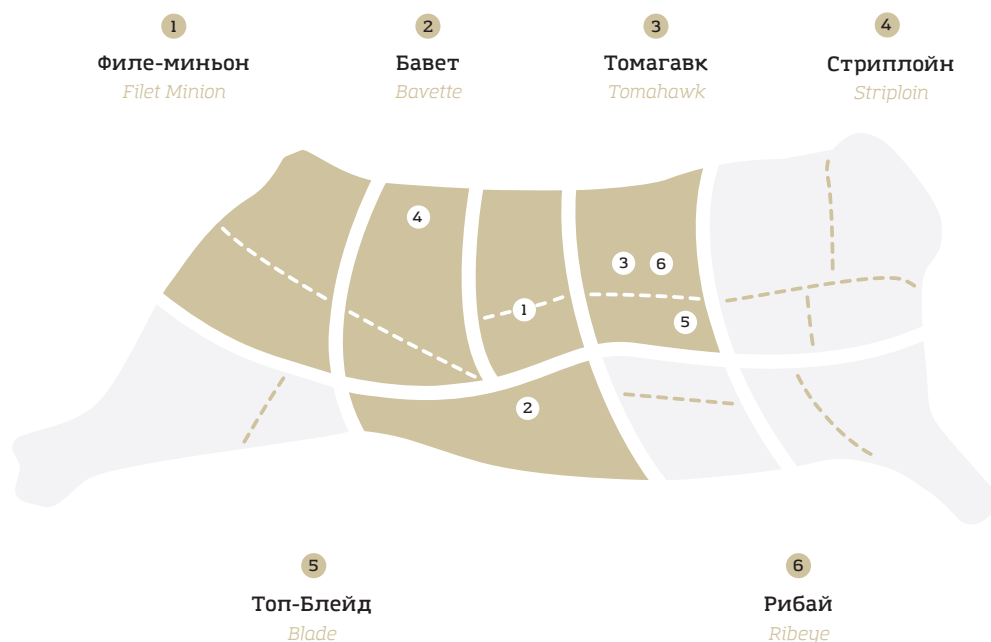 1
Филе-миньон
Filet Minion
2
Бавет
Bavette
3
Томагавк
Tomahawk
4
Стриплойн
Striploin
4
3 6
1
5
2
5
Топ-Блейд
Blade
6
Рибай
Ribeye